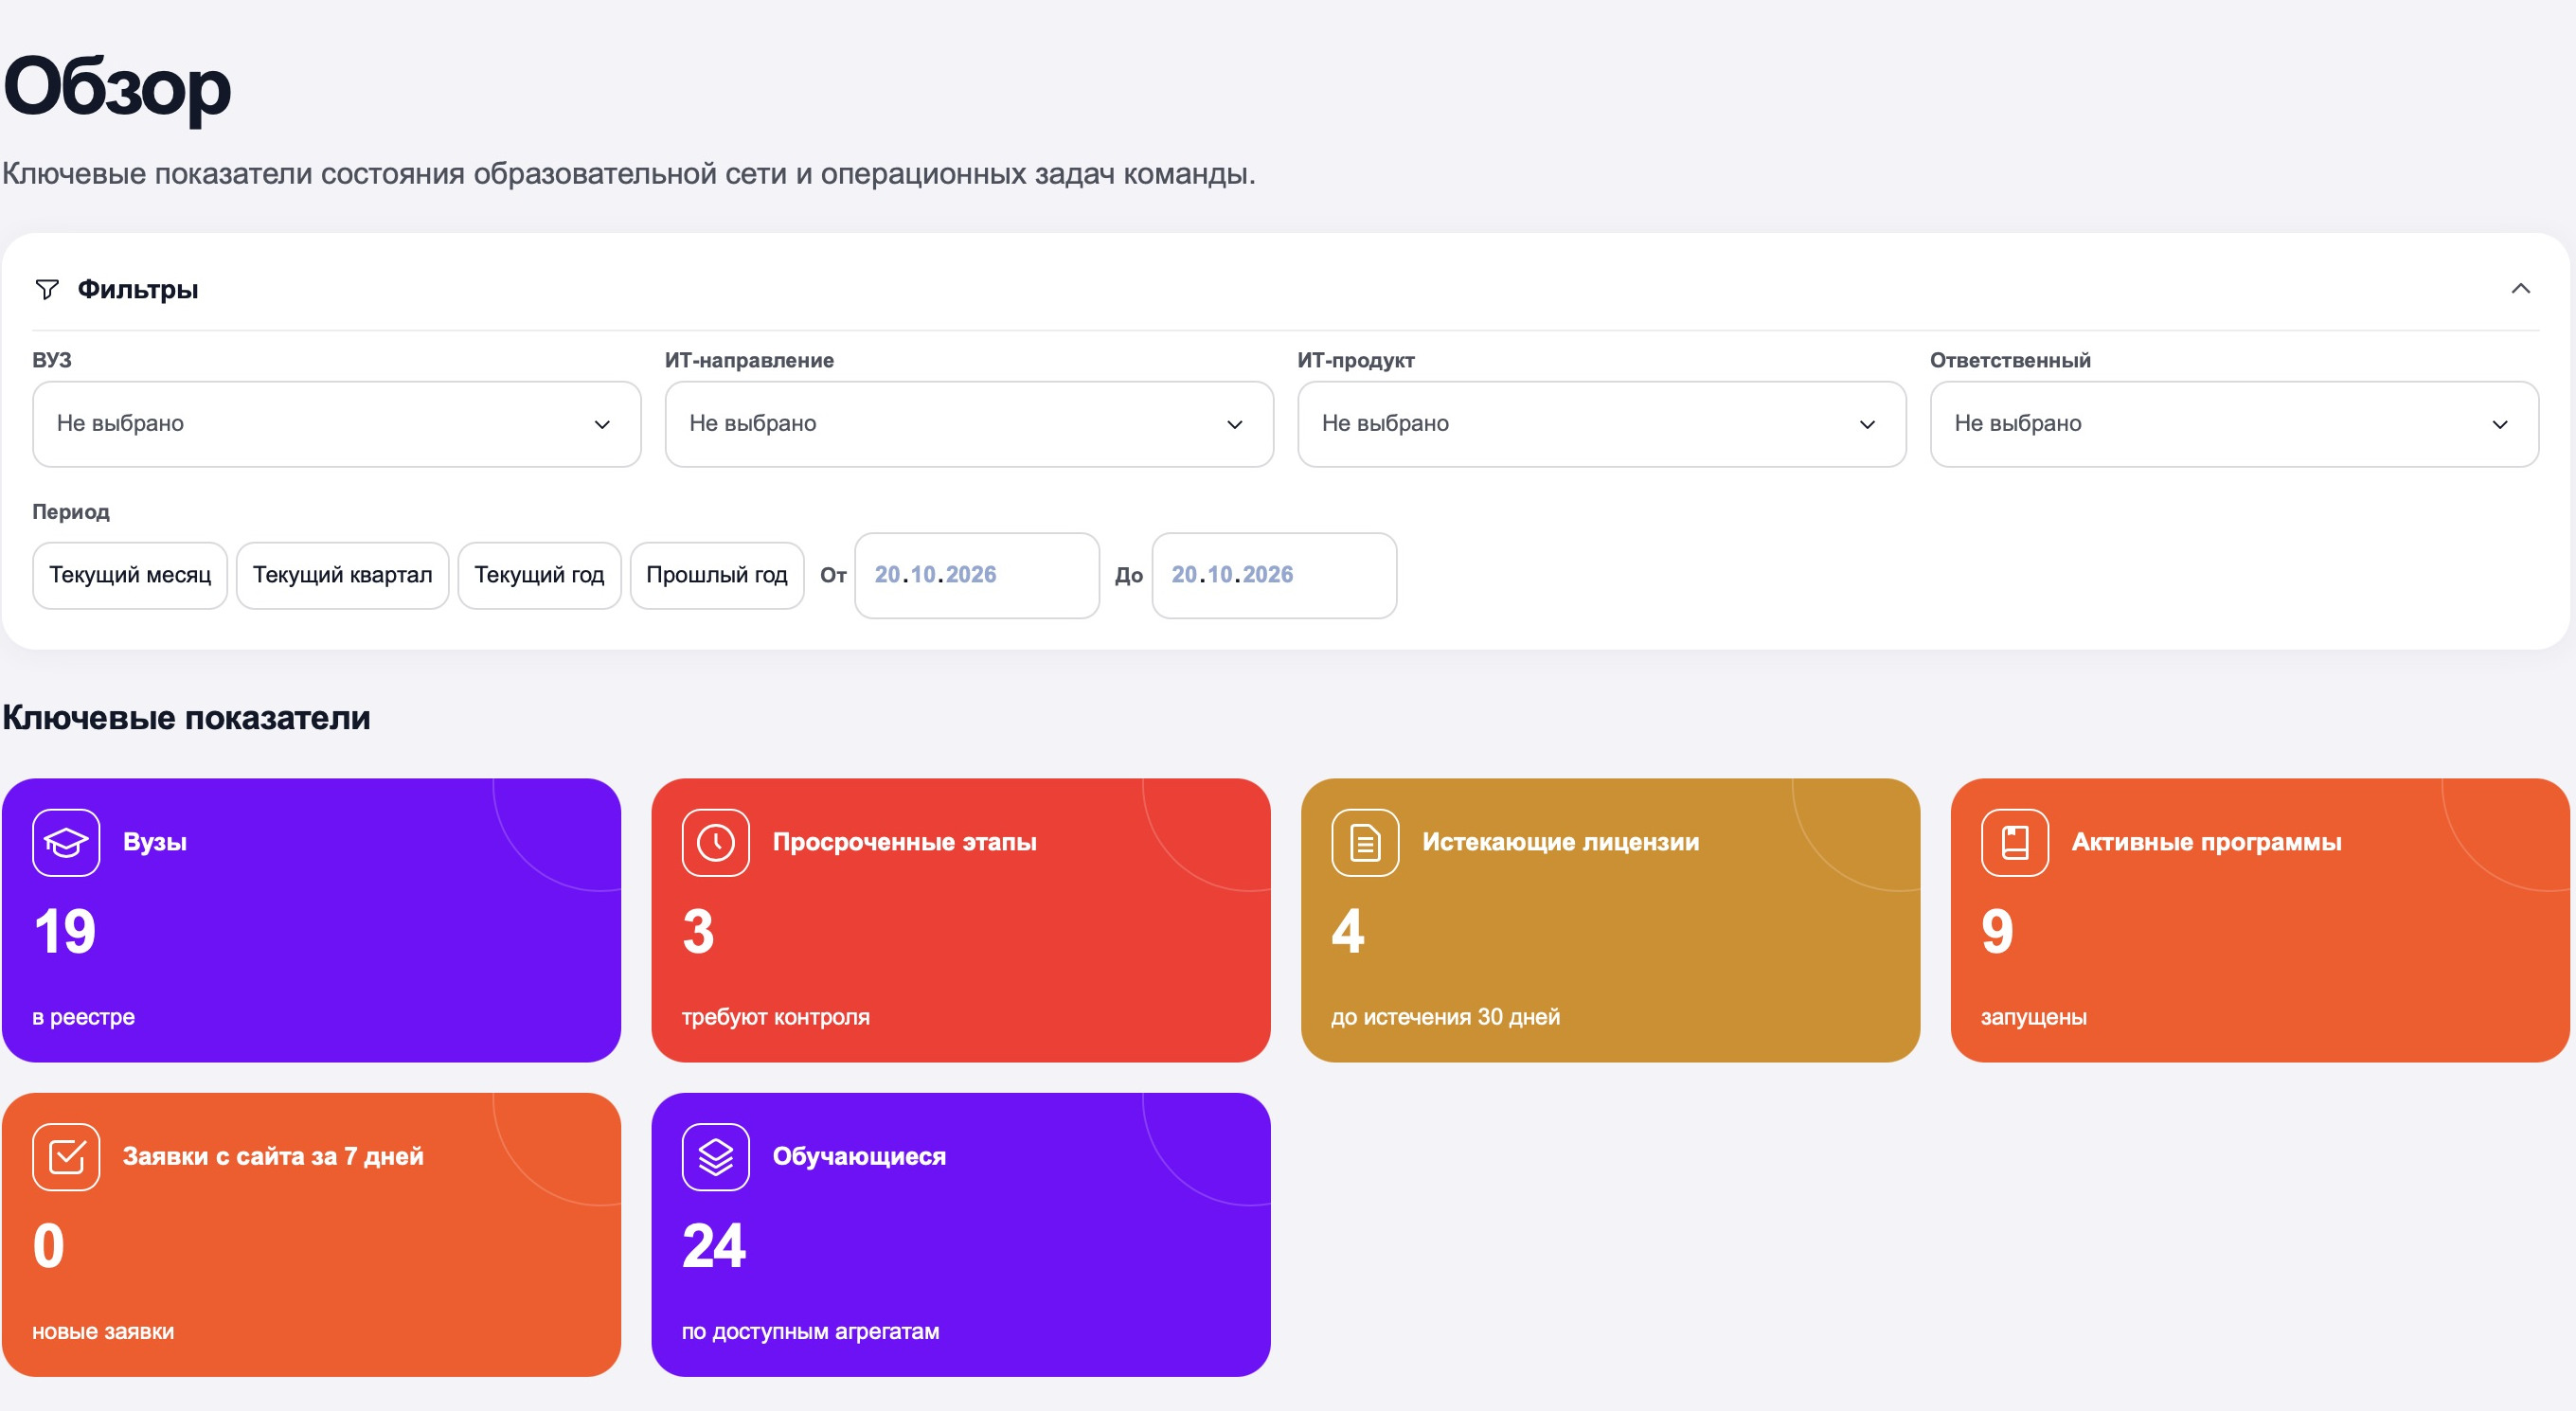 Обзор
Ключевые показатели состояния образовательной сети и операционных задач команды.
Фильтры
ВУЗ
Не выбрано
ИТ-направление
Не выбрано
ИТ-продукт
Не выбрано
Ответственный
Не выбрано
Период
Текущий месяц
Текущий квартал
Текущий год
Прошлый год
От
20.10.2026
До
20.10.2026
Ключевые показатели
Вузы
19
в реестре
Просроченные этапы
3
требуют контроля
Истекающие лицензии
4
до истечения 30 дней
Активные программы
9
запущены
Заявки с сайта за 7 дней
0
новые заявки
Обучающиеся
24
по доступным агрегатам